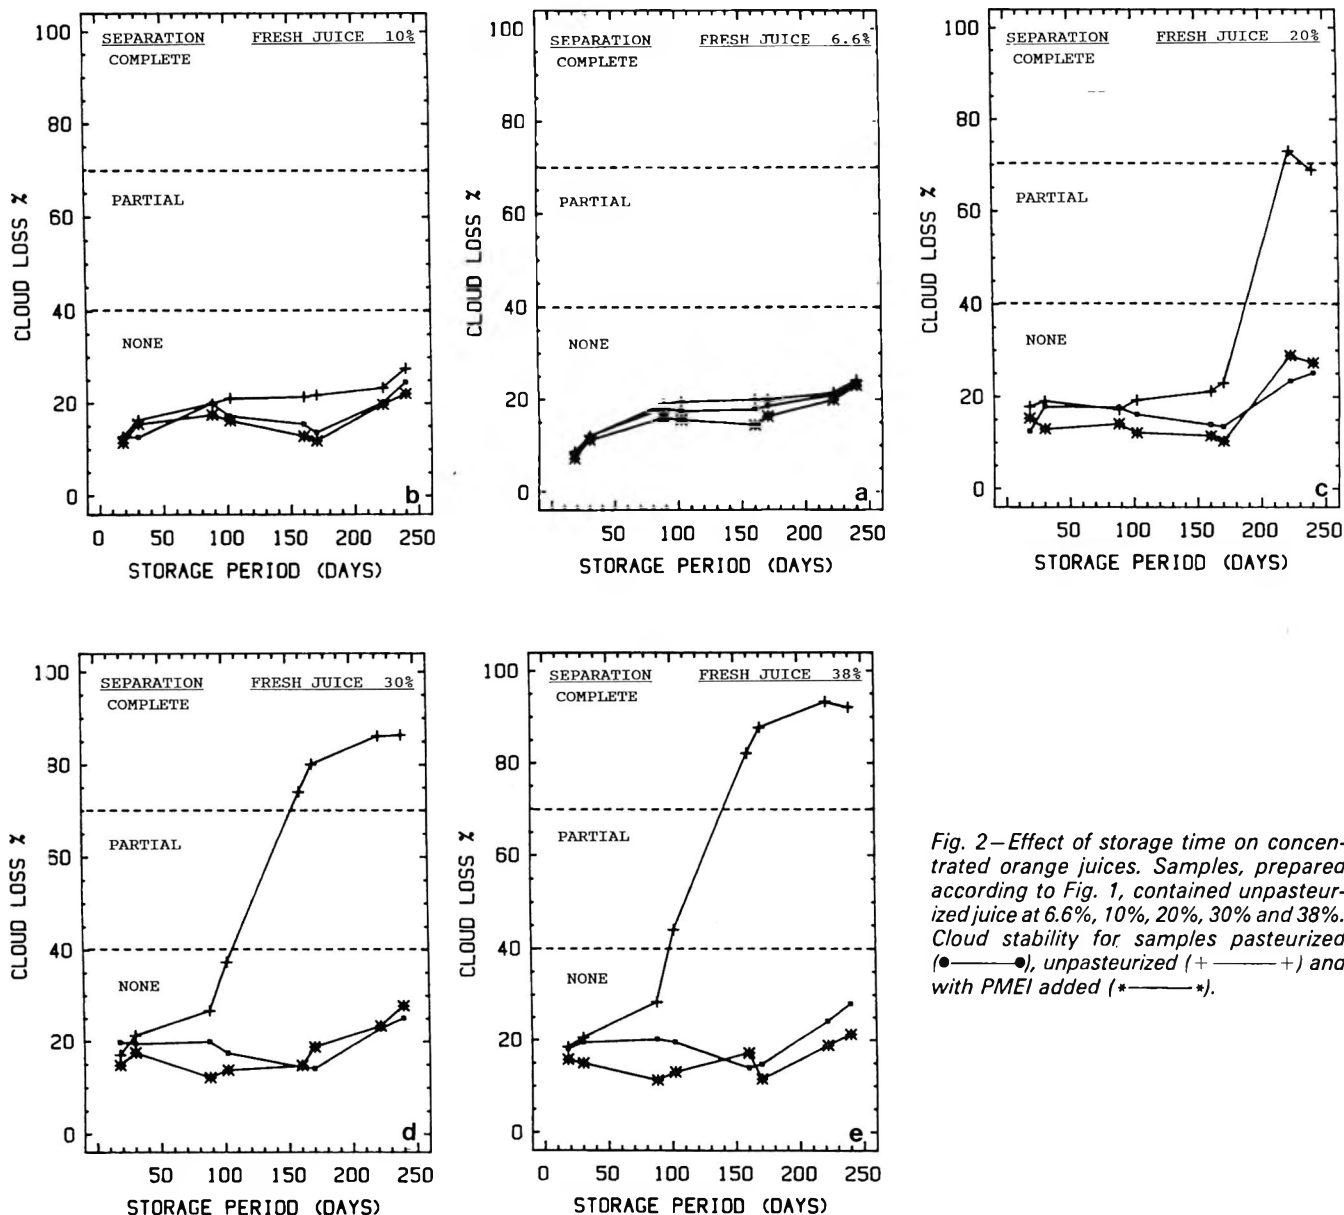 SEPARATION FRESH JUICE 10%
COMPLETE
PARTIAL
NONE
CLOUD LOSS %
100
80
60
40
20
0
b
0 50 100 150 200 250
STORAGE PERIOD (DAYS)
SEPARATION FRESH JUICE 6.6%
COMPLETE
PARTIAL
NONE
CLOUD LOSS %
100
80
60
40
20
0
a
50 100 150 200 250
STORAGE PERIOD (DAYS)
SEPARATION FRESH JUICE 20%
COMPLETE
PARTIAL
NONE
CLOUD LOSS %
100
80
60
40
20
0
c
50 100 150 200 250
STORAGE PERIOD (DAYS)
SEPARATION FRESH JUICE 30%
COMPLETE
PARTIAL
NONE
CLOUD LOSS %
100
80
60
40
20
0
d
50 100 150 200 250
STORAGE PERIOD (DAYS)
SEPARATION FRESH JUICE 38%
COMPLETE
PARTIAL
NONE
CLOUD LOSS %
100
80
60
40
20
0
e
0 50 100 150 200 250
STORAGE PERIOD (DAYS)
Fig. 2—Effect of storage time on concen-
trated orange juices. Samples, prepared
according to Fig. 1, contained unpasteur-
ized juice at 6.6%, 10%, 20%, 30% and 38%.
Cloud stability for samples pasteurized
(●———●), unpasteurized (+ ——— +) and
with PMEI added (*———*).